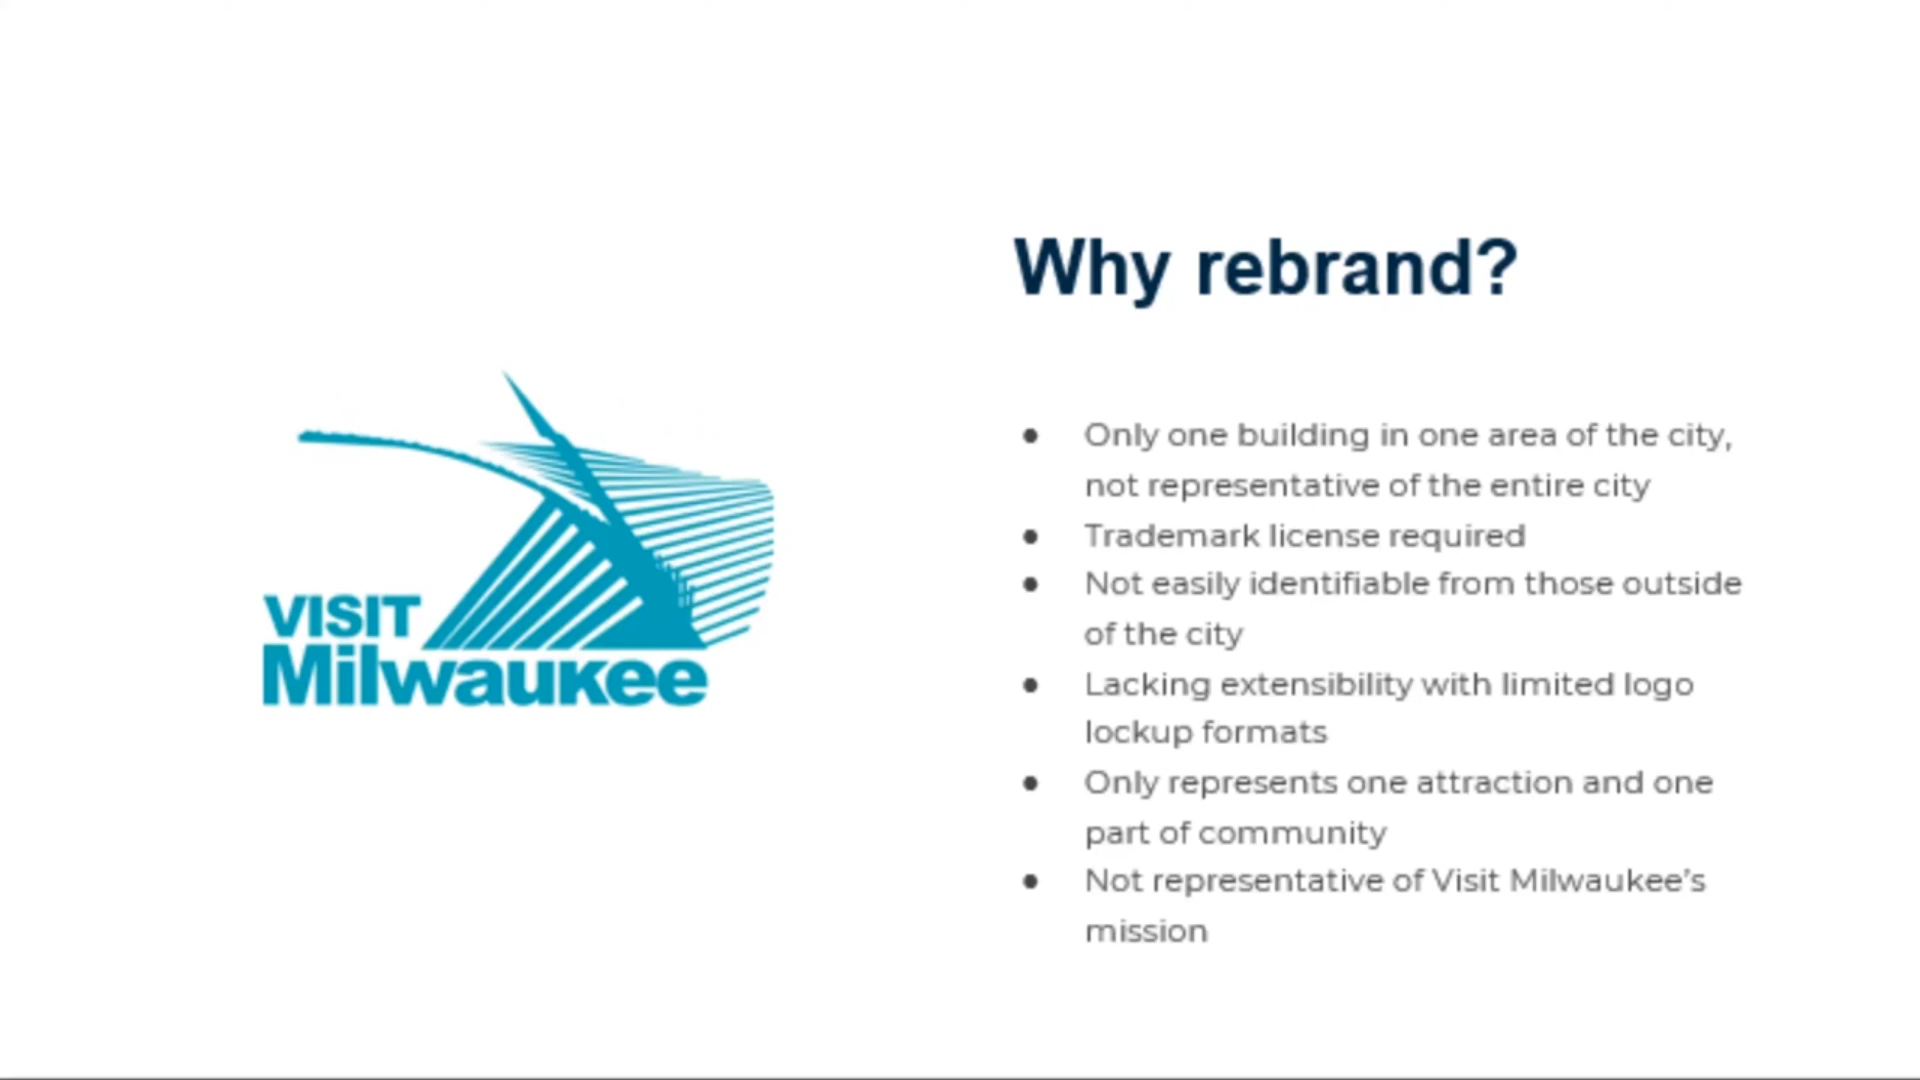 Why rebrand?
VISIT
Milwaukee
● Only one building in one area of the city,
not representative of the entire city
● Trademark license required
● Not easily identifiable from those outside
of the city
● Lacking extensibility with limited logo
lockup formats
● Only represents one attraction and one
part of community
● Not representative of Visit Milwaukee’s
mission